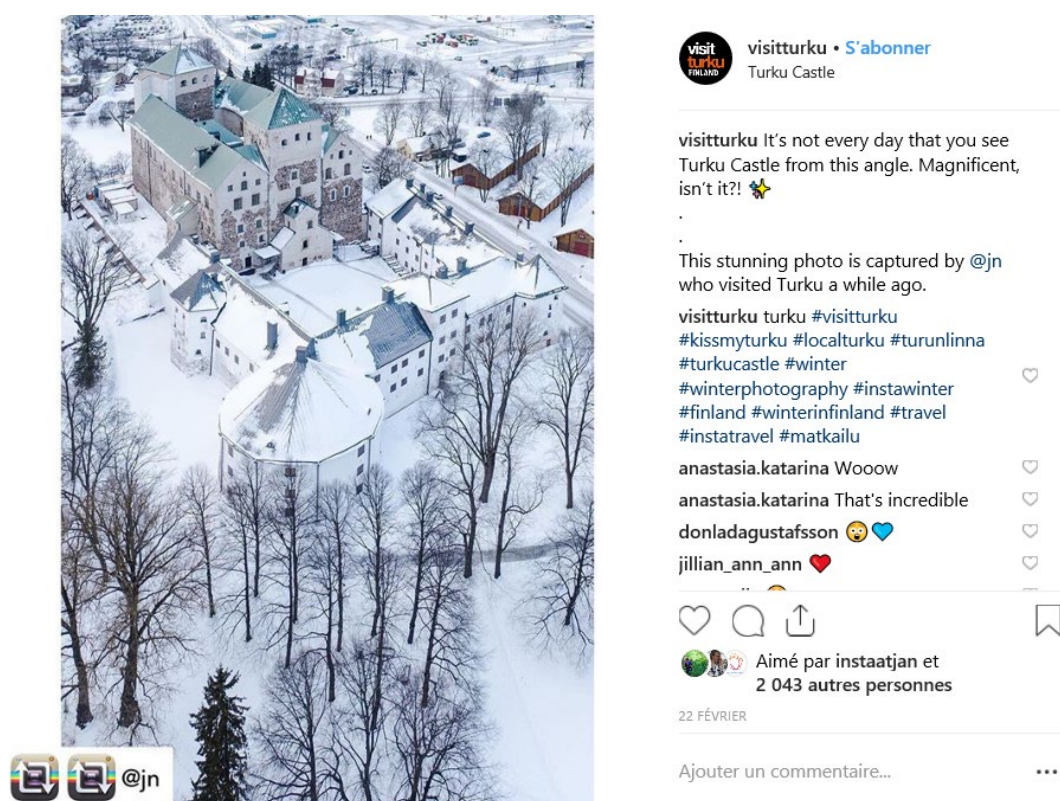 visit
turku
FINLAND
visitturku • S'abonner
Turku Castle
visitturku It's not every day that you see
Turku Castle from this angle. Magnificent,
isn't it?! ✨
.
.
This stunning photo is captured by @jn
who visited Turku a while ago.
visitturku turku #visitturku
#kissmyturku #localturku #turunlinna
#turkucastle #winter
#winterphotography #instawinter
#finland #winterinfinland #travel
#instatravel #matkailu
anastasia.katarina Wooow
anastasia.katarina That's incredible
donladagustafsson 😲💙
jillian_ann_ann ❤️
Aimé par instaatjan et
2 043 autres personnes
22 FÉVRIER
Ajouter un commentaire...
@jn